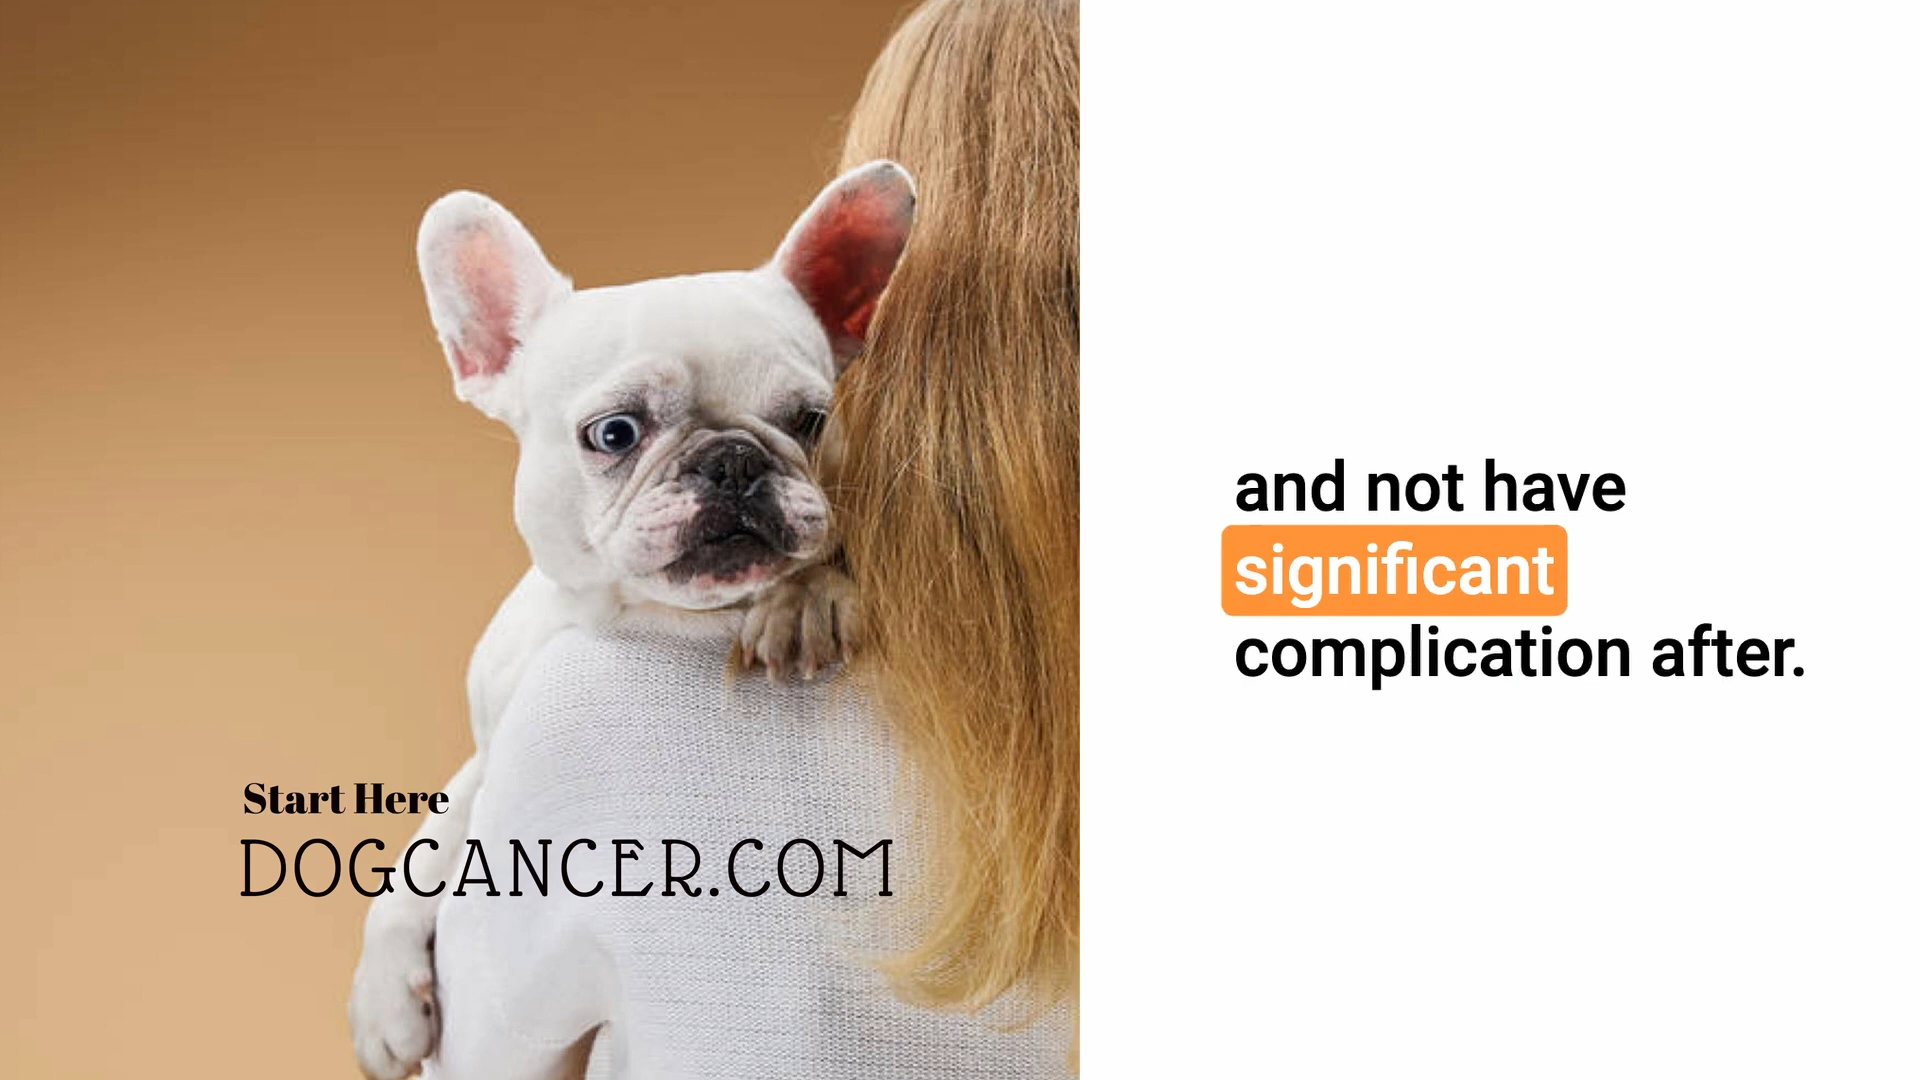 Start Here
DOGCANCER.COM
and not have
significant
complication after.